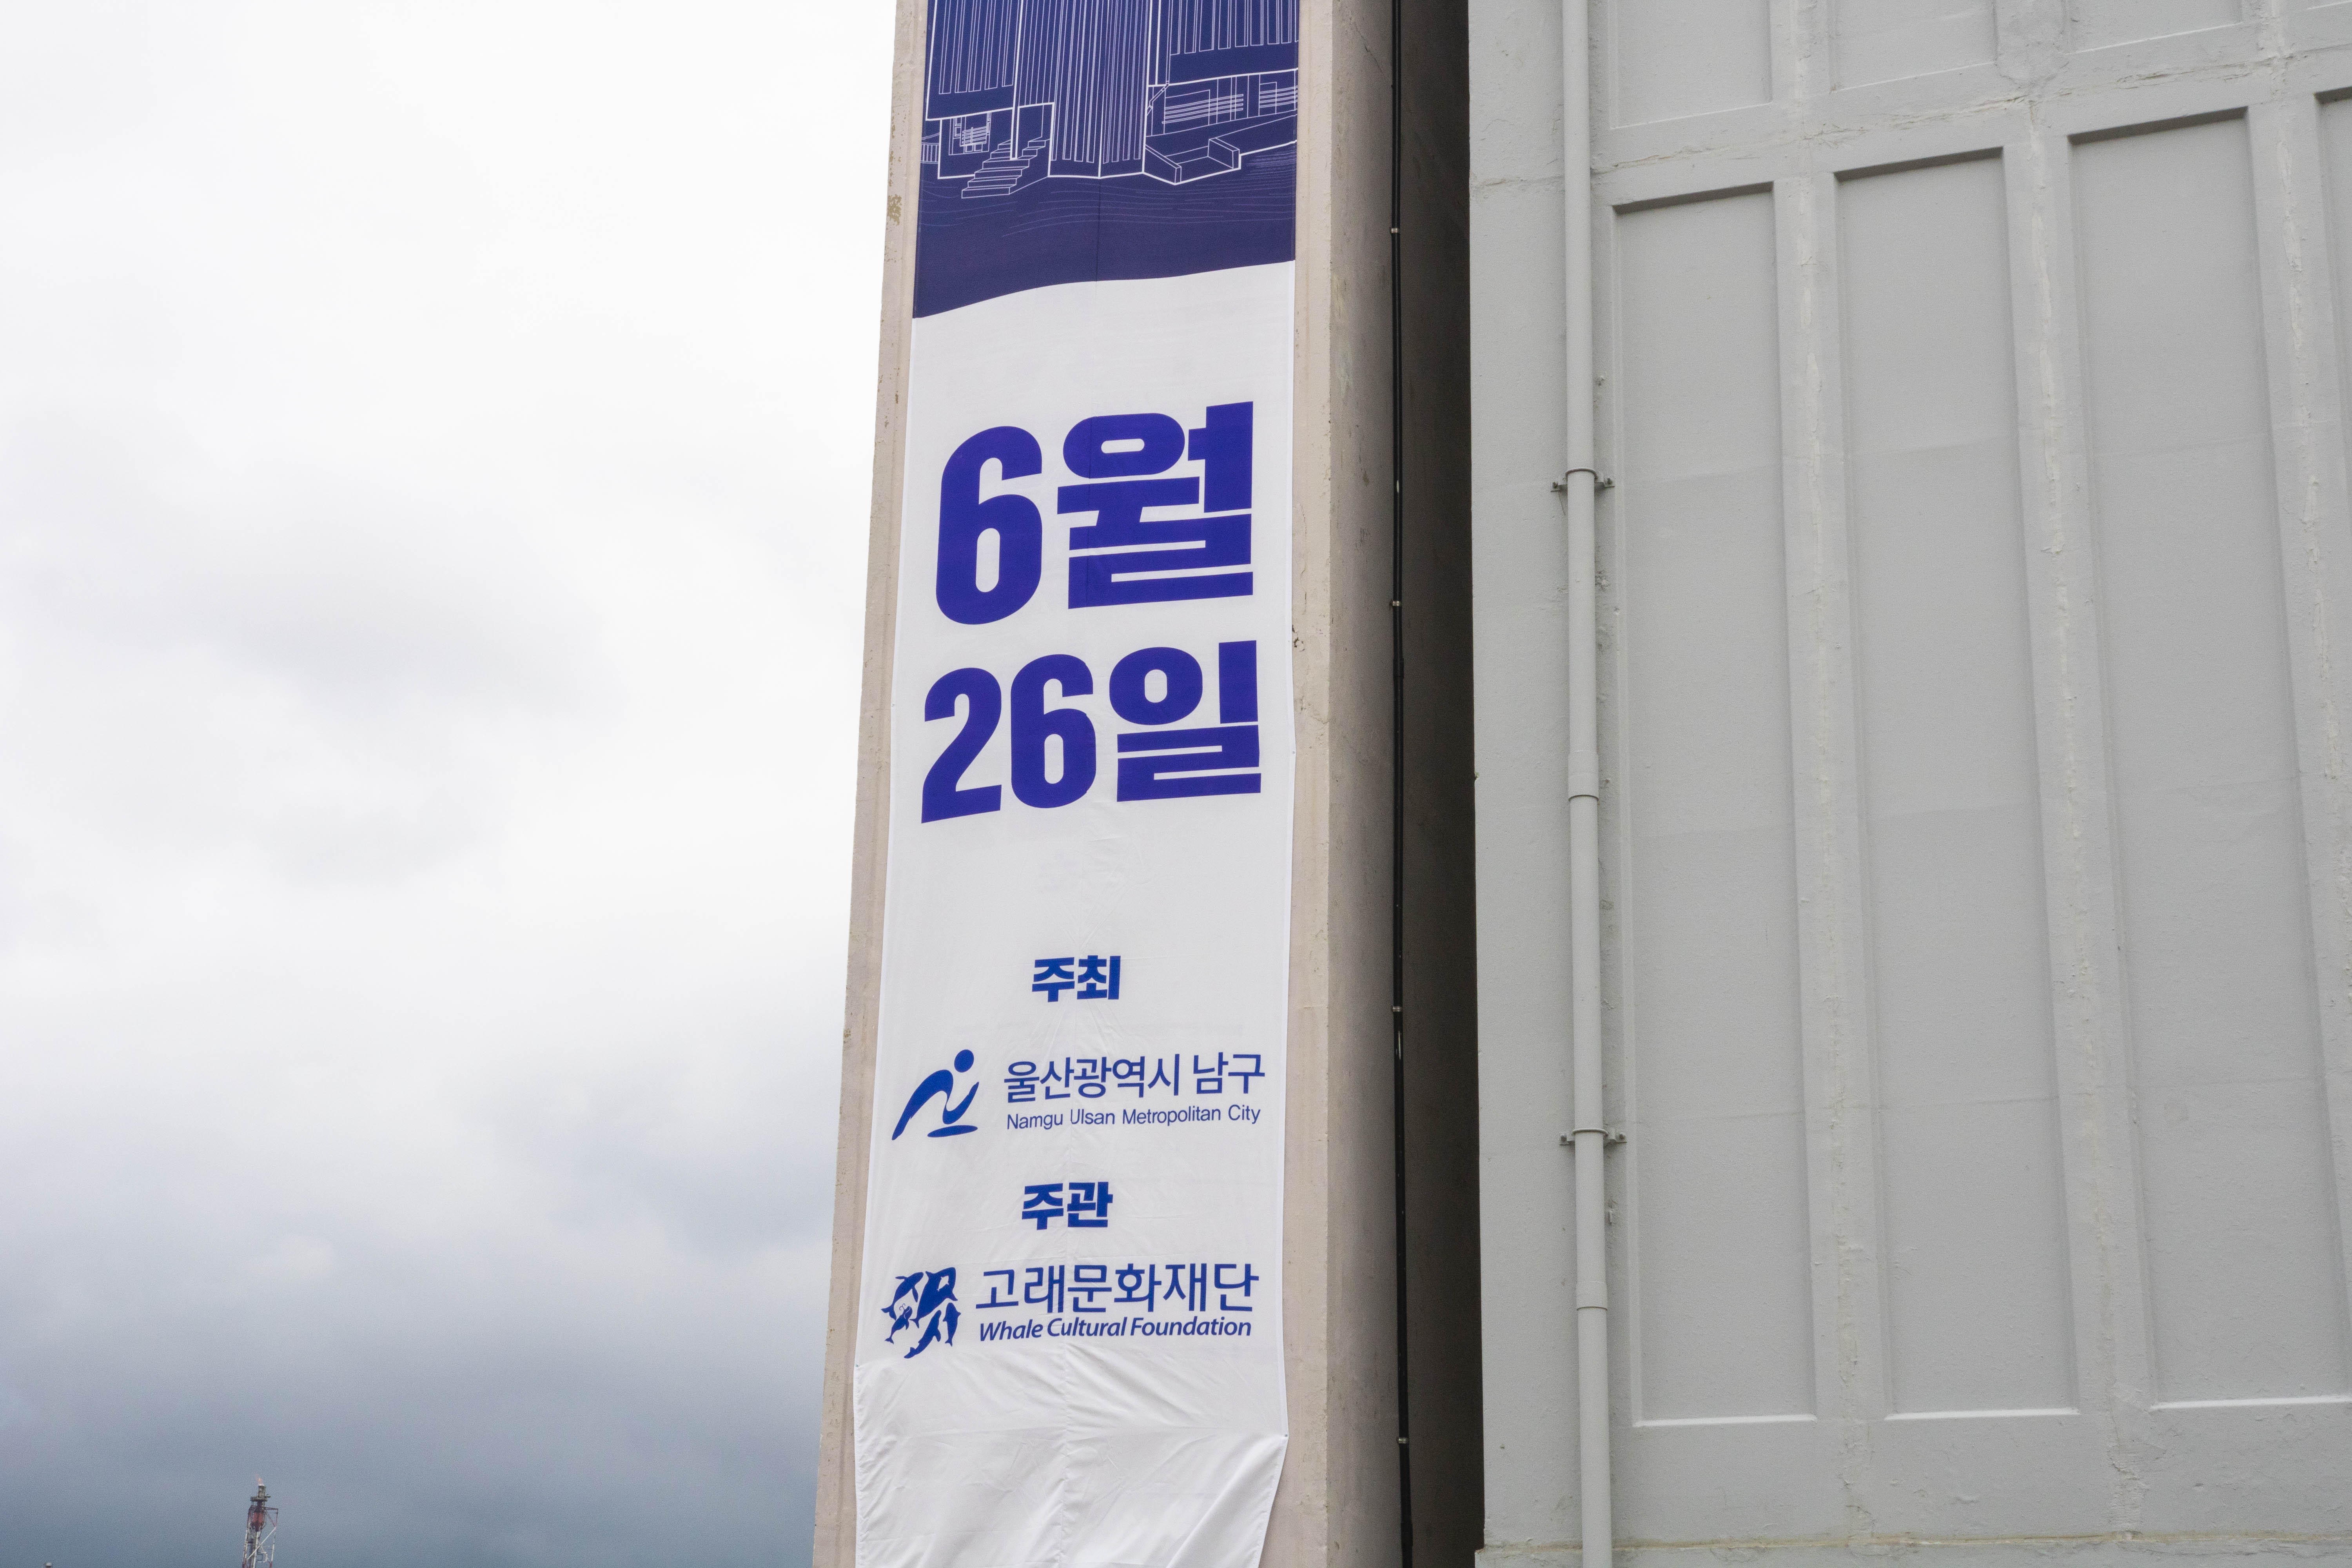 6월
26일
주최
울산광역시 남구
Namgu Ulsan Metropolitan City
주관
고래문화재단
Whale Cultural Foundation